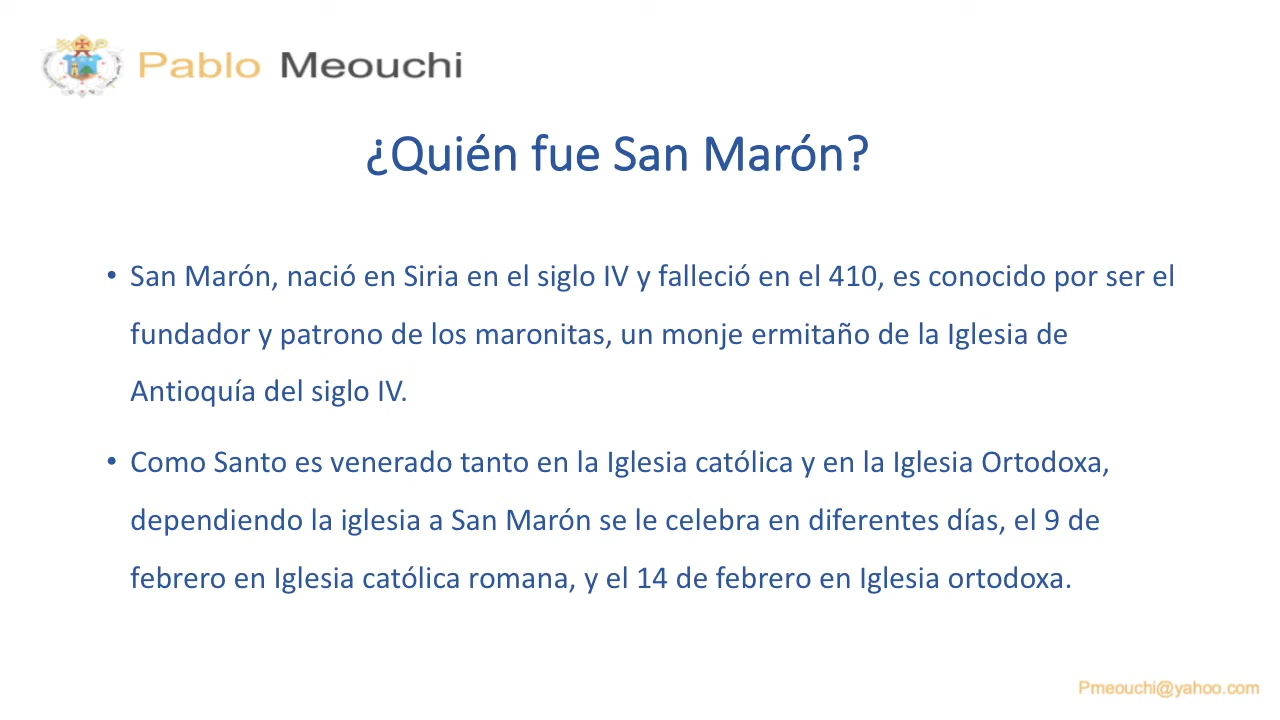 Pablo Meouchi
¿Quién fue San Marón?
• San Marón, nació en Siria en el siglo IV y falleció en el 410, es conocido por ser el
fundador y patrono de los maronitas, un monje ermitaño de la Iglesia de
Antioquía del siglo IV.
• Como Santo es venerado tanto en la Iglesia católica y en la Iglesia Ortodoxa,
dependiendo la iglesia a San Marón se le celebra en diferentes días, el 9 de
febrero en Iglesia católica romana, y el 14 de febrero en Iglesia ortodoxa.
Pmeouchi@yahoo.com